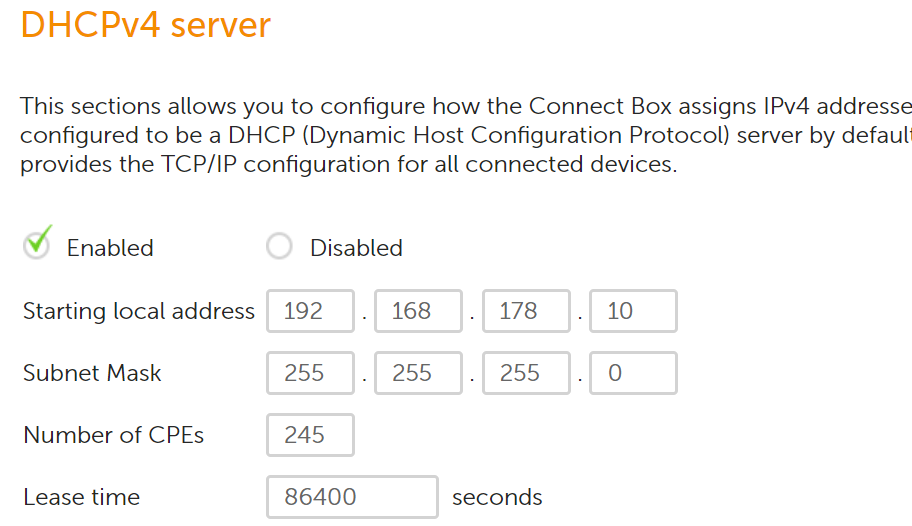 DHCPv4 server
This sections allows you to configure how the Connect Box assigns IPv4 addresse
configured to be a DHCP (Dynamic Host Configuration Protocol) server by default
provides the TCP/IP configuration for all connected devices.
Enabled Disabled
Starting local address 192 . 168 . 178 . 10
Subnet Mask 255 . 255 . 255 . 0
Number of CPEs 245
Lease time 86400 seconds